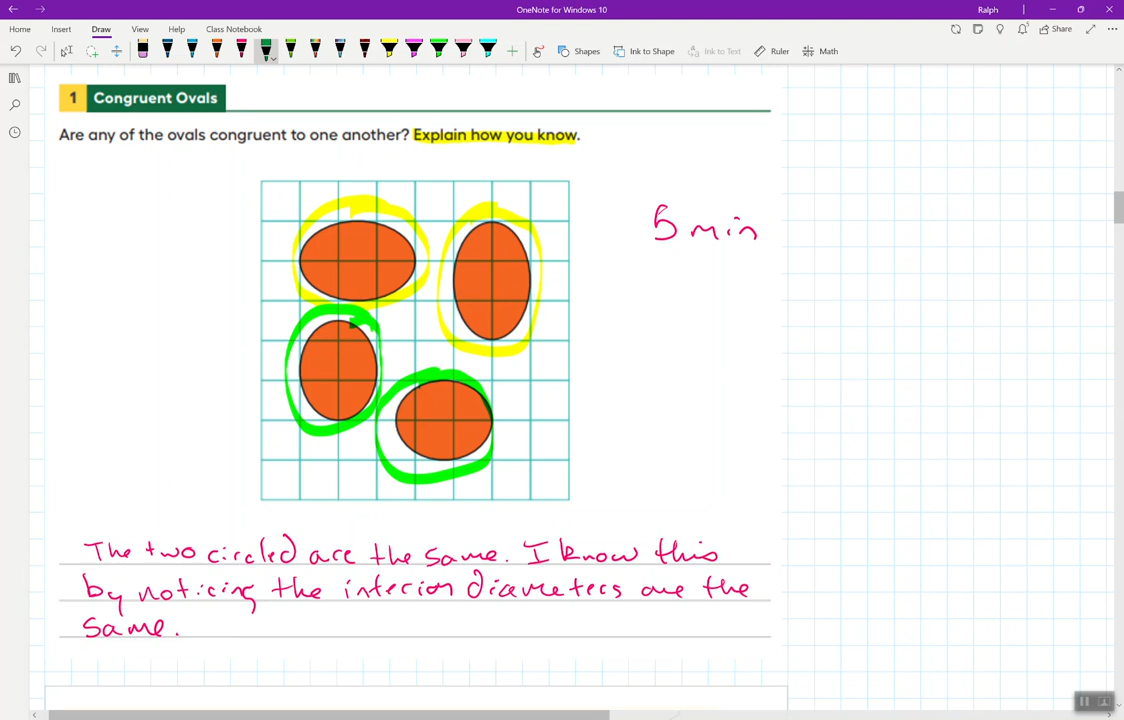 OneNote for Windows 10
Ralph
Home Insert Draw View Help Class Notebook
Share
Shapes Ink to Shape Ink to Text Ruler Math
1 Congruent Ovals
Are any of the ovals congruent to one another? Explain how you know.
5 min
The two circled are the same. I know this
by noticing the interior diameters are the
same.